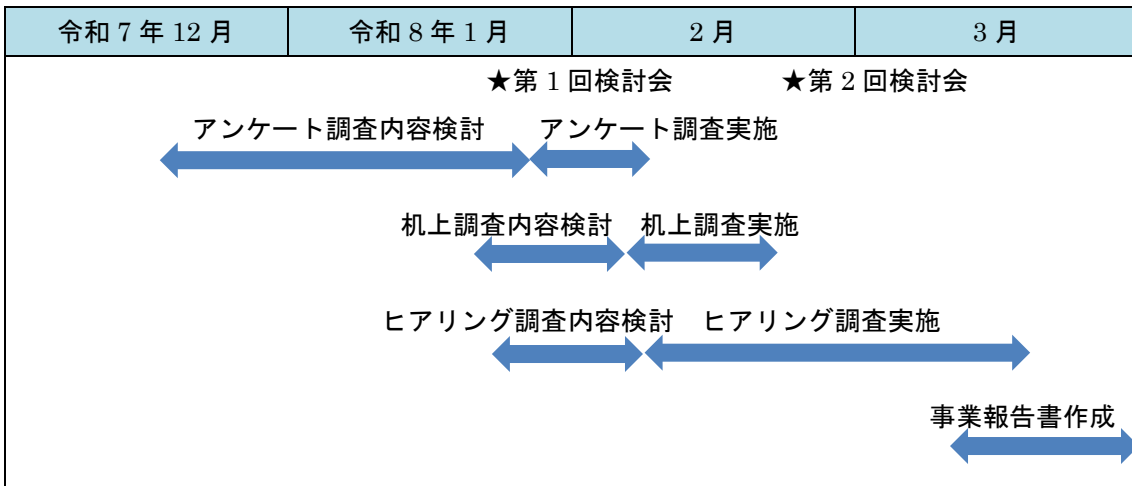 令和 7 年 12 月 令和 8 年 1 月 2 月 3 月
★第 1 回検討会 ★第 2 回検討会
アンケート調査内容検討 アンケート調査実施
机上調査内容検討 机上調査実施
ヒアリング調査内容検討 ヒアリング調査実施
事業報告書作成